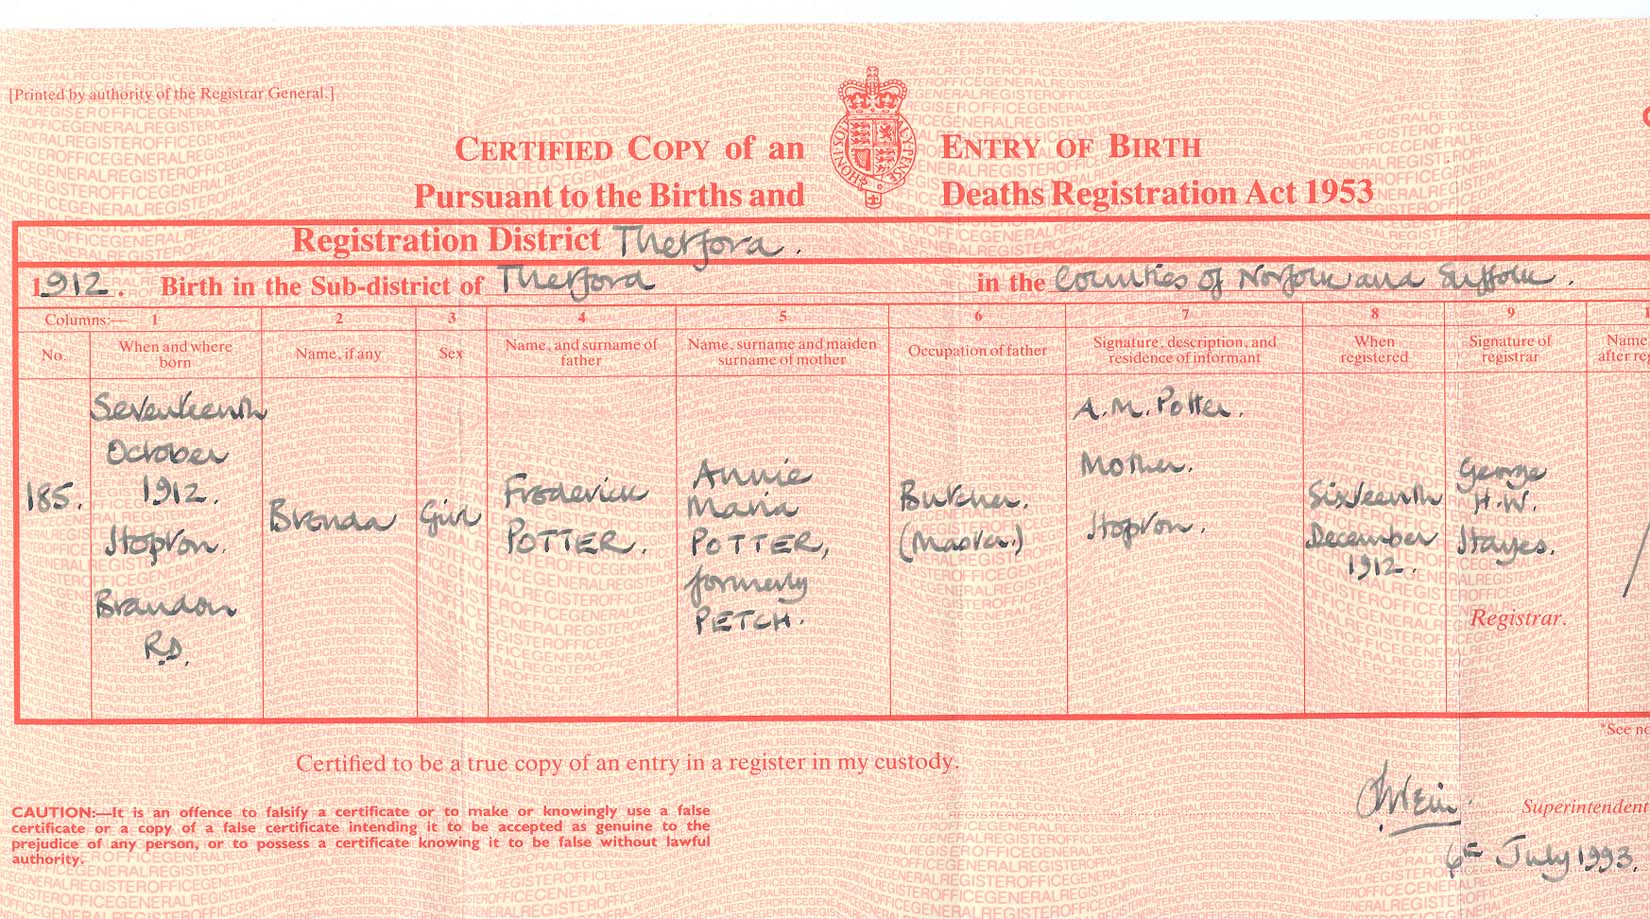 [Printed by authority of the Registrar General.]
CERTIFIED COPY of an ENTRY OF BIRTH
Pursuant to the Births and Deaths Registration Act 1953
Registration District Thetford.
1912. Birth in the Sub-district of Thetford in the Counties of Norfolk and Suffolk.
Columns:— 1 2 3 4 5 6 7 8 9
No.
When and where
born
Name, if any
Sex
Name, and surname of
father
Name, surname and maiden
surname of mother
Occupation of father
Signature, description, and
residence of informant
When
registered
Signature of
registrar
Name
after reg
185.
Seventeenth
October
1912.
Hopton.
Brandon
R.D.
Brenda
Girl
Frederick
POTTER.
Annie
Maria
POTTER,
formerly
PETCH.
Butcher.
(Master.)
A.M. Potter.
Mother.
Hopton.
Sixteenth
December
1912.
George
H.W.
Hayes.
Registrar.
*See no
Certified to be a true copy of an entry in a register in my custody.
CAUTION:—It is an offence to falsify a certificate or to make or knowingly use a false
certificate or a copy of a false certificate intending it to be accepted as genuine to the
prejudice of any person, or to possess a certificate knowing it to be false without lawful
authority.
Superintendent
July 1993.